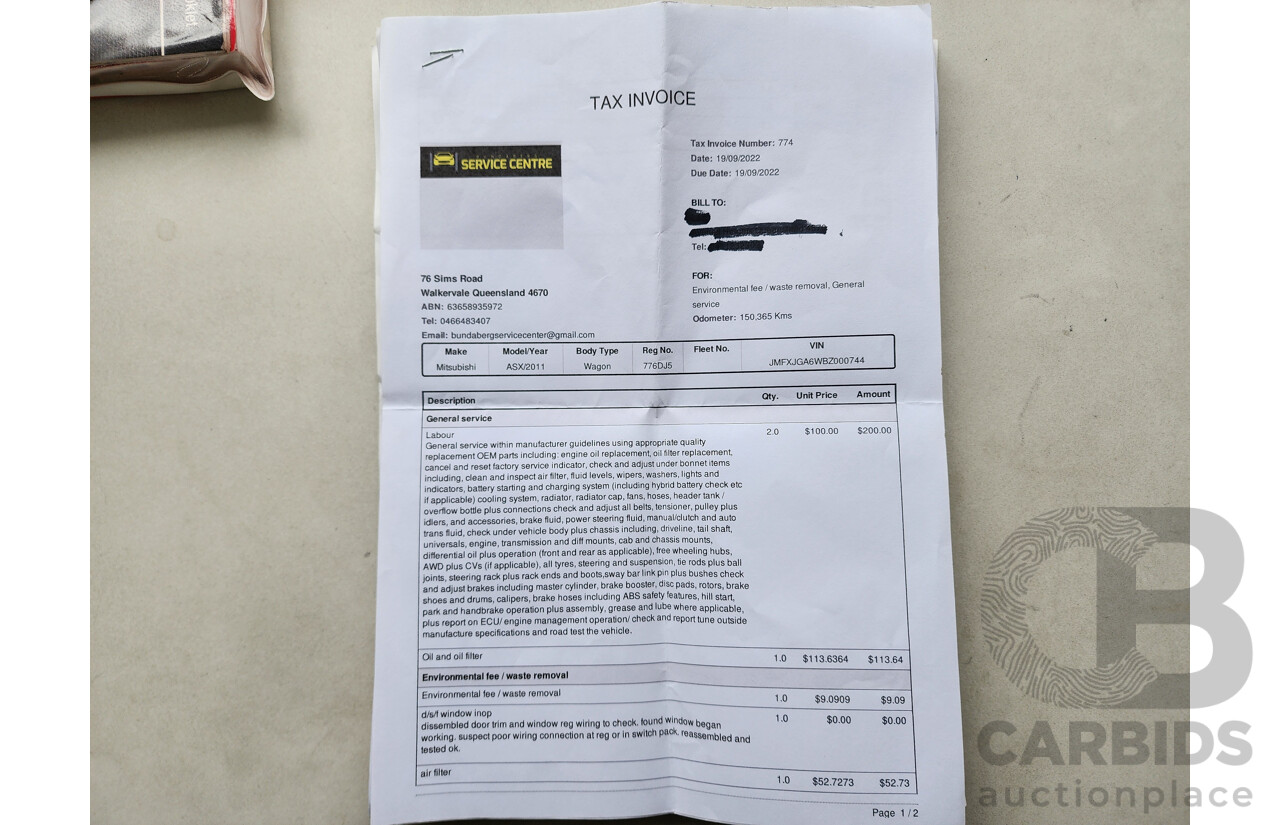 ket
TAX INVOICE
SERVICE CENTRE
Tax Invoice Number: 774
Date: 19/09/2022
Due Date: 19/09/2022
BILL TO:
Tel:
76 Sims Road
Walkervale Queensland 4670
ABN: 63658935972
Tel: 0466483407
Email: bundabergservicecenter@gmail.com
FOR:
Environmental fee / waste removal, General
service
Odometer: 150,365 Kms
Make Model/Year Body Type Reg No. Fleet No. VIN
Mitsubishi ASX/2011 Wagon 776DJ5 JMFXJGA6WBZ000744
Description Qty. Unit Price Amount
General service
Labour 2.0 $100.00 $200.00
General service within manufacturer guidelines using appropriate quality
replacement OEM parts including: engine oil replacement, oil filter replacement,
cancel and reset factory service indicator, check and adjust under bonnet items
including, clean and inspect air filter, fluid levels, wipers, washers, lights and
indicators, battery starting and charging system (including hybrid battery check etc
if applicable) cooling system, radiator, radiator cap, fans, hoses, header tank /
overflow bottle plus connections check and adjust all belts, tensioner, pulley plus
idlers, and accessories, brake fluid, power steering fluid, manual/clutch and auto
trans fluid, check under vehicle body plus chassis including, driveline, tail shaft,
universals, engine, transmission and diff mounts, cab and chassis mounts,
differential oil plus operation (front and rear as applicable), free wheeling hubs,
AWD plus CVs (if applicable), all tyres, steering and suspension, tie rods plus ball
joints, steering rack plus rack ends and boots,sway bar link pin plus bushes check
and adjust brakes including master cylinder, brake booster, disc pads, rotors, brake
shoes and drums, calipers, brake hoses including ABS safety features, hill start,
park and handbrake operation plus assembly, grease and lube where applicable,
plus report on ECU/ engine management operation/ check and report tune outside
manufacture specifications and road test the vehicle.
Oil and oil filter 1.0 $113.6364 $113.64
Environmental fee / waste removal
Environmental fee / waste removal 1.0 $9.0909 $9.09
d/s/f window inop 1.0 $0.00 $0.00
dissembled door trim and window reg wiring to check, found window began
working. suspect poor wiring connection at reg or in switch pack, reassembled and
tested ok.
air filter 1.0 $52.7273 $52.73
Page 1 / 2
CB
CARBIDS
auctionplace